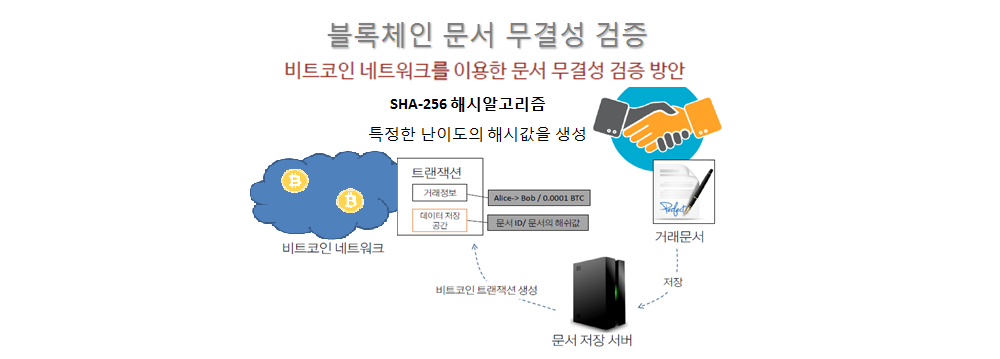 블록체인 문서 무결성 검증
비트코인 네트워크를 이용한 문서 무결성 검증 방안
SHA-256 해시알고리즘
특정한 난이도의 해시값을 생성
트랜잭션
거래정보
Alice-> Bob / 0.0001 BTC
데이터 저장
공간
문서 ID/ 문서의 해쉬값
비트코인 네트워크
Perfect
거래문서
저장
비트코인 트랜잭션 생성
문서 저장 서버